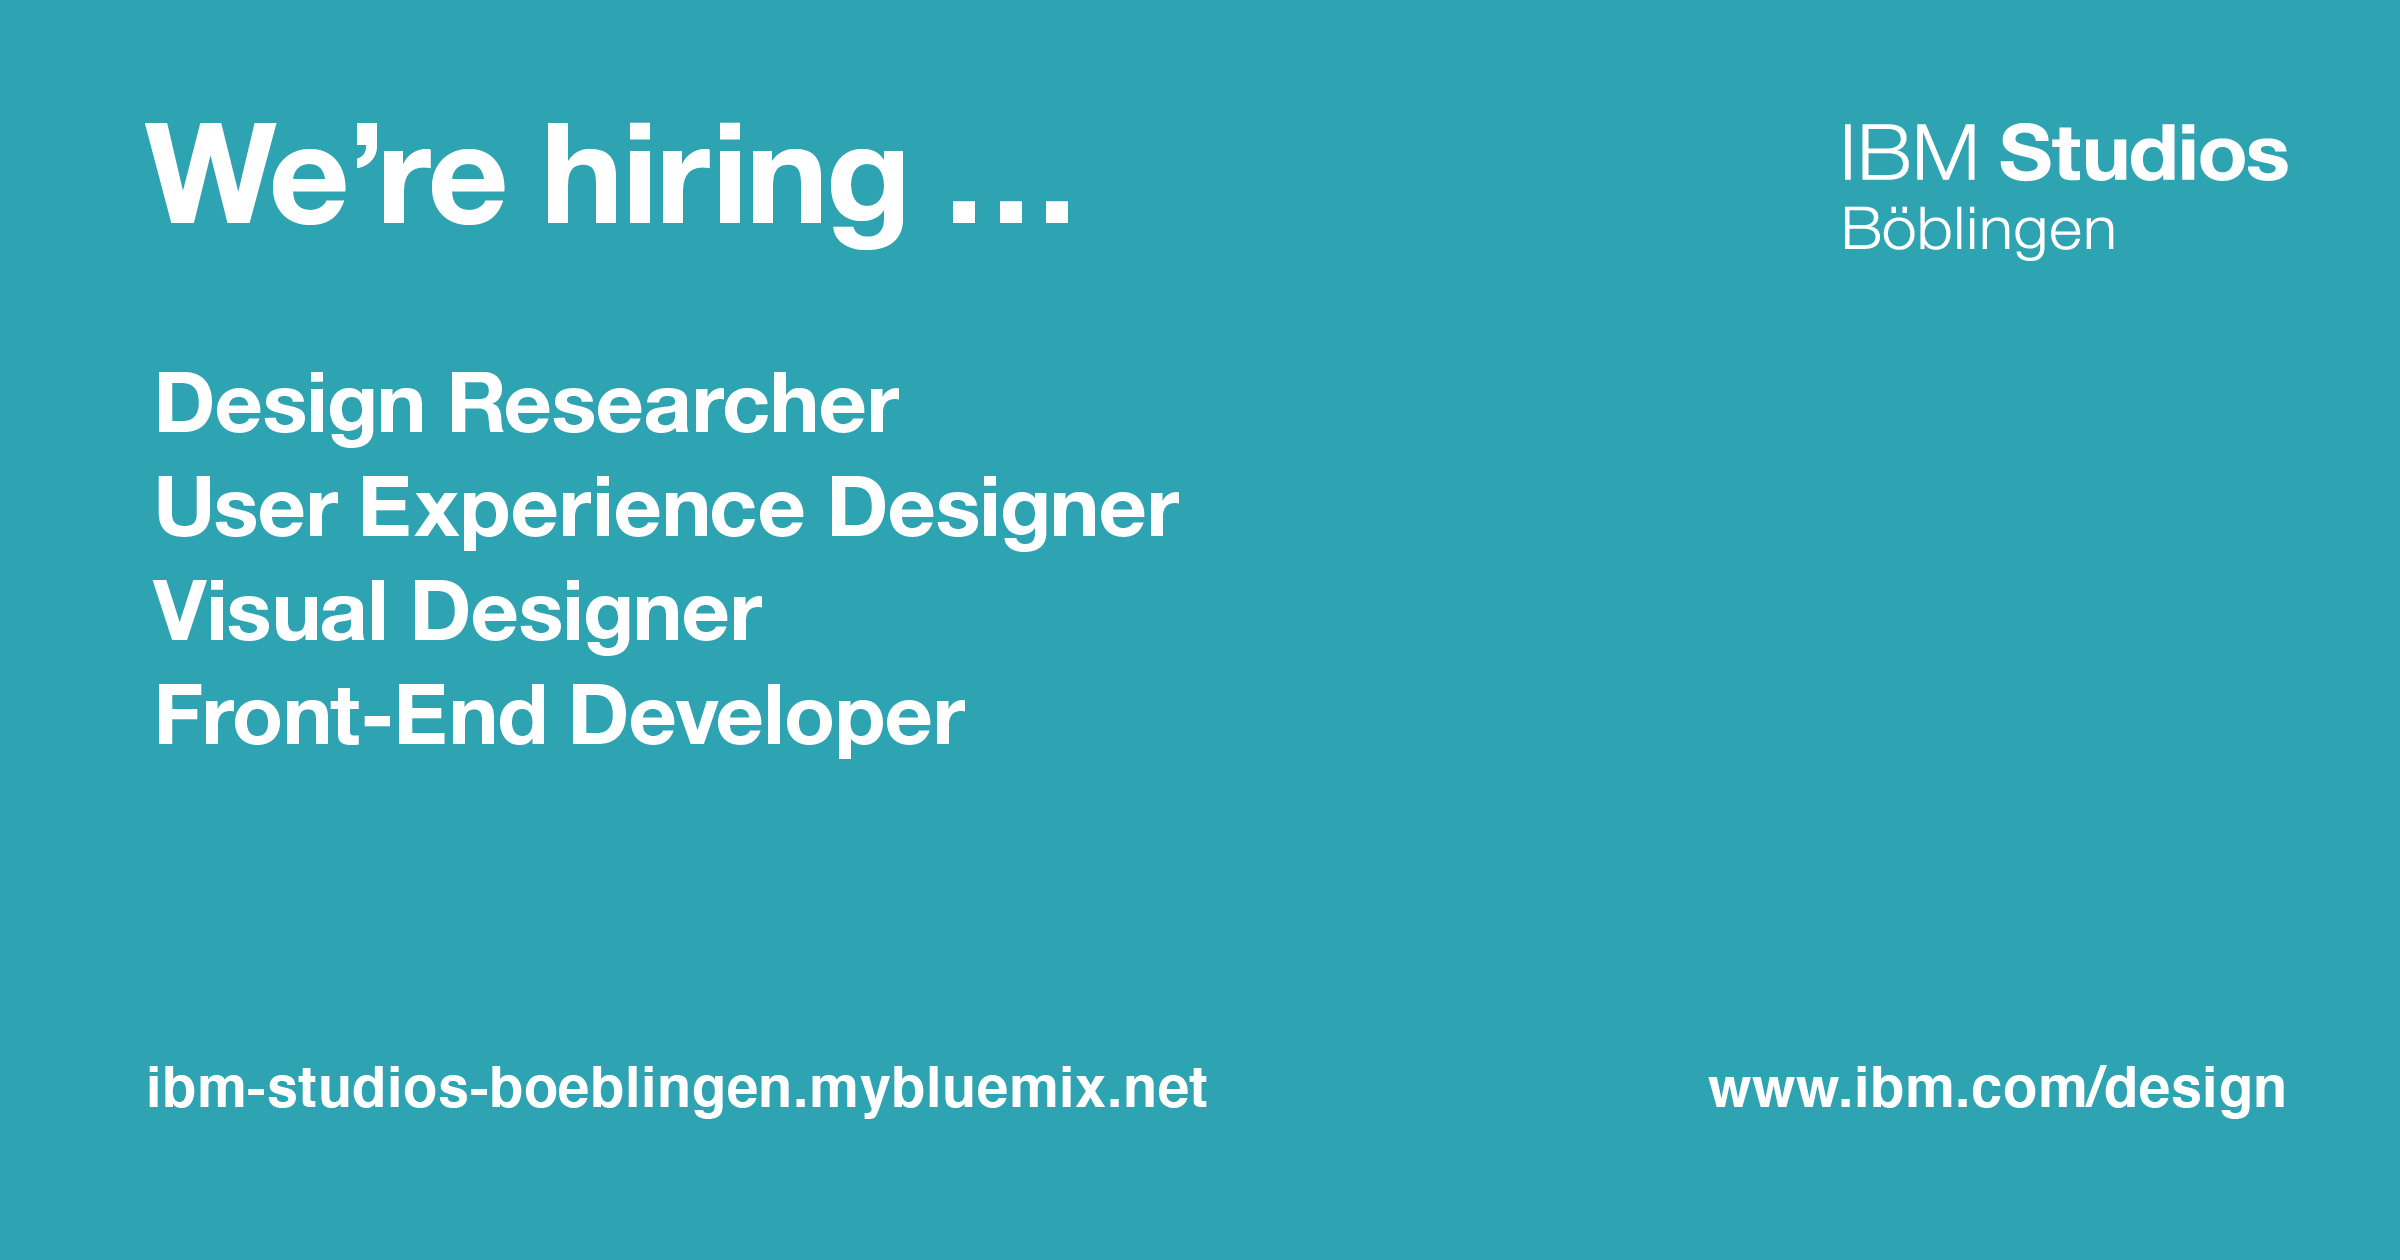 We’re hiring …
IBM Studios
Böblingen
Design Researcher
User Experience Designer
Visual Designer
Front-End Developer
ibm-studios-boeblingen.mybluemix.net
www.ibm.com/design